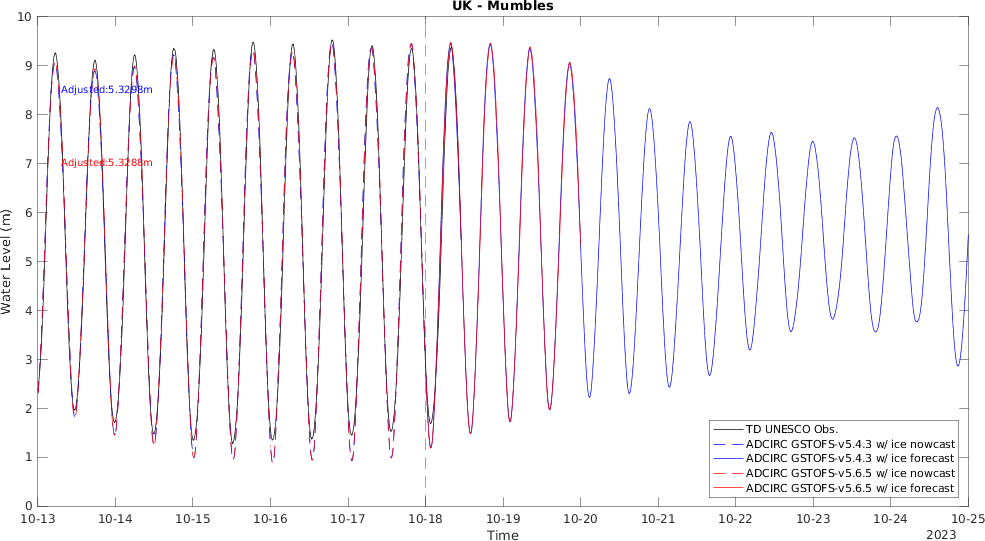 UK - Mumbles
Water Level (m)
10
9
8
7
6
5
4
3
2
1
0
Adjusted:5.3298m
Adjusted:5.3288m
TD UNESCO Obs.
ADCIRC GSTOFS-v5.4.3 w/ ice nowcast
ADCIRC GSTOFS-v5.4.3 w/ ice forecast
ADCIRC GSTOFS-v5.6.5 w/ ice nowcast
ADCIRC GSTOFS-v5.6.5 w/ ice forecast
10-13 10-14 10-15 10-16 10-17 10-18 10-19 10-20 10-21 10-22 10-23 10-24 10-25
Time
2023